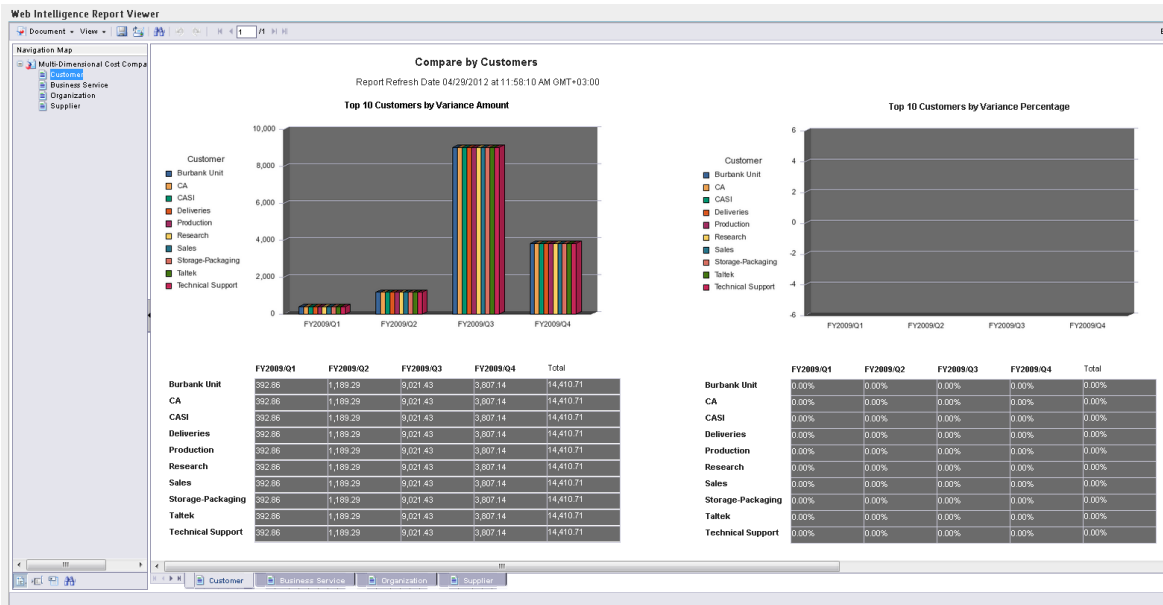 Web Intelligence Report Viewer
Document View 1 /1
Navigation Map
Multi-Dimensional Cost Compa
Customer
Business Service
Organization
Supplier
Compare by Customers
Report Refresh Date 04/29/2012 at 11:58:10 AM GMT+03:00
Top 10 Customers by Variance Amount
Customer
Burbank Unit
CA
CASI
Deliveries
Production
Research
Sales
Storage-Packaging
Taltek
Technical Support
10,000
8,000
6,000
4,000
2,000
0
FY2009/Q1 FY2009/Q2 FY2009/Q3 FY2009/Q4
Top 10 Customers by Variance Percentage
Customer
Burbank Unit
CA
CASI
Deliveries
Production
Research
Sales
Storage-Packaging
Taltek
Technical Support
6
4
2
0
-2
-4
-6
FY2009/Q1 FY2009/Q2 FY2009/Q3 FY2009/Q4
FY2009/Q1 FY2009/Q2 FY2009/Q3 FY2009/Q4 Total
Burbank Unit 392.86 1,189.29 9,021.43 3,807.14 14,410.71
CA 392.86 1,189.29 9,021.43 3,807.14 14,410.71
CASI 392.86 1,189.29 9,021.43 3,807.14 14,410.71
Deliveries 392.86 1,189.29 9,021.43 3,807.14 14,410.71
Production 392.86 1,189.29 9,021.43 3,807.14 14,410.71
Research 392.86 1,189.29 9,021.43 3,807.14 14,410.71
Sales 392.86 1,189.29 9,021.43 3,807.14 14,410.71
Storage-Packaging 392.86 1,189.29 9,021.43 3,807.14 14,410.71
Taltek 392.86 1,189.29 9,021.43 3,807.14 14,410.71
Technical Support 392.86 1,189.29 9,021.43 3,807.14 14,410.71
FY2009/Q1 FY2009/Q2 FY2009/Q3 FY2009/Q4 Total
Burbank Unit 0.00% 0.00% 0.00% 0.00% 0.00%
CA 0.00% 0.00% 0.00% 0.00% 0.00%
CASI 0.00% 0.00% 0.00% 0.00% 0.00%
Deliveries 0.00% 0.00% 0.00% 0.00% 0.00%
Production 0.00% 0.00% 0.00% 0.00% 0.00%
Research 0.00% 0.00% 0.00% 0.00% 0.00%
Sales 0.00% 0.00% 0.00% 0.00% 0.00%
Storage-Packaging 0.00% 0.00% 0.00% 0.00% 0.00%
Taltek 0.00% 0.00% 0.00% 0.00% 0.00%
Technical Support 0.00% 0.00% 0.00% 0.00% 0.00%
Customer Business Service Organization Supplier